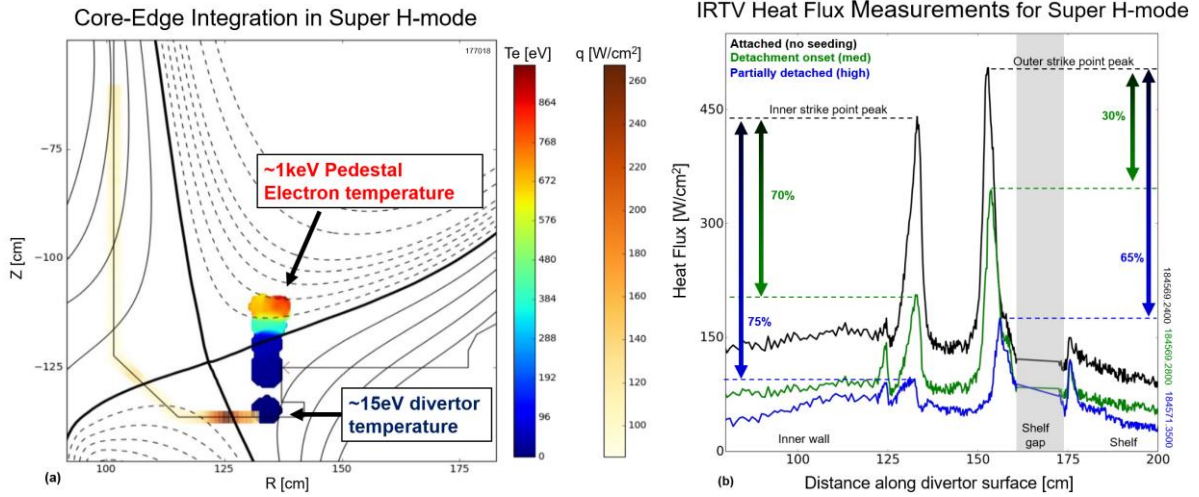 Core-Edge Integration in Super H-mode
177018
Te [eV]
q [W/cm²]
~1keV Pedestal
Electron temperature
~15eV divertor
temperature
864
768
672
576
480
384
288
192
96
0
260
240
220
200
180
160
140
120
100
−75
−100
−125
Z [cm]
100
125
150
175
R [cm]
(a)
IRTV Heat Flux Measurements for Super H-mode
Attached (no seeding)
Detachment onset (med)
Partially detached (high)
Outer strike point peak
Inner strike point peak
30%
70%
65%
75%
450
300
150
0
Heat Flux [W/cm²]
Inner wall
Shelf
gap
Shelf
184569.2400
184569.2800
184571.3500
100
125
150
175
200
Distance along divertor surface [cm]
(b)